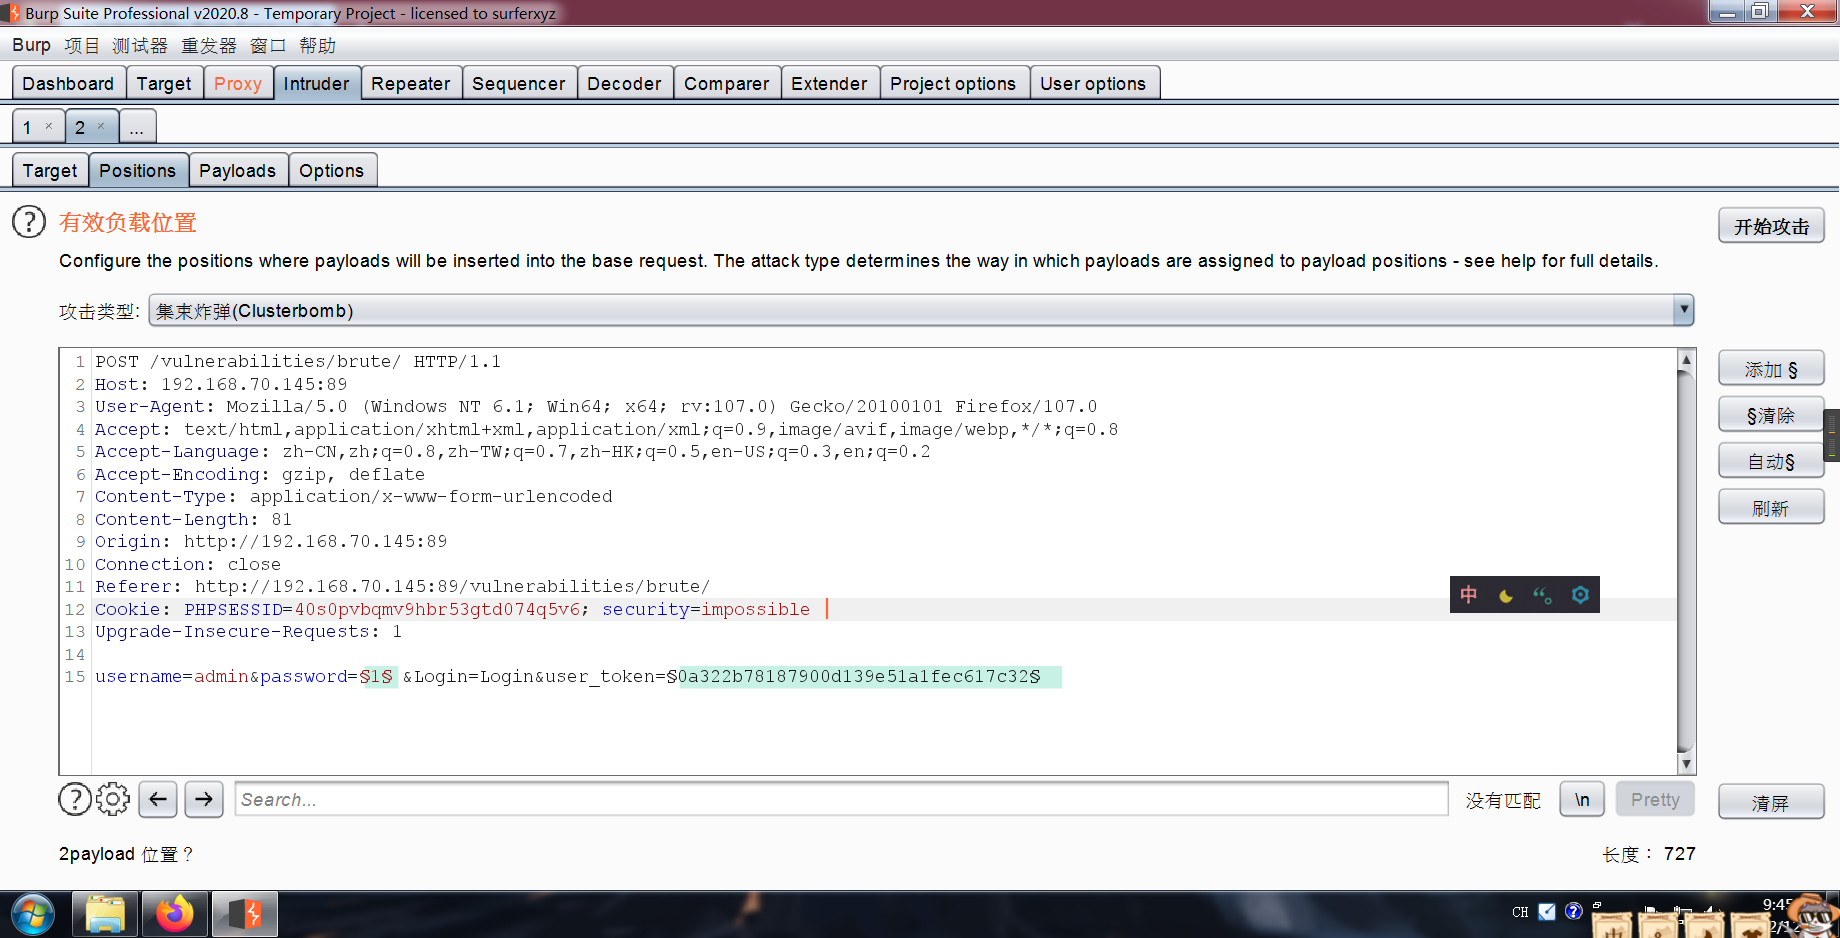 Burp Suite Professional v2020.8 - Temporary Project - licensed to surferxyz
Burp 项目 测试器 重发器 窗口 帮助
Dashboard Target Proxy Intruder Repeater Sequencer Decoder Comparer Extender Project options User options
1 × 2 × ...
Target Positions Payloads Options
? 有效负载位置
开始攻击
Configure the positions where payloads will be inserted into the base request. The attack type determines the way in which payloads are assigned to payload positions - see help for full details.
攻击类型: 集束炸弹(Clusterbomb)
1 POST /vulnerabilities/brute/ HTTP/1.1
2 Host: 192.168.70.145:89
3 User-Agent: Mozilla/5.0 (Windows NT 6.1; Win64; x64; rv:107.0) Gecko/20100101 Firefox/107.0
4 Accept: text/html,application/xhtml+xml,application/xml;q=0.9,image/avif,image/webp,*/*;q=0.8
5 Accept-Language: zh-CN,zh;q=0.8,zh-TW;q=0.7,zh-HK;q=0.5,en-US;q=0.3,en;q=0.2
6 Accept-Encoding: gzip, deflate
7 Content-Type: application/x-www-form-urlencoded
8 Content-Length: 81
9 Origin: http://192.168.70.145:89
10 Connection: close
11 Referer: http://192.168.70.145:89/vulnerabilities/brute/
12 Cookie: PHPSESSID=40s0pvbqmv9hbr53gtd074q5v6; security=impossible
13 Upgrade-Insecure-Requests: 1
14
15 username=admin&password=§1§ &Login=Login&user_token=§0a322b78187900d139e51a1fec617c32§
添加 §
§清除
自动§
刷新
中
? Search... 没有匹配 \n Pretty 清屏
2payload 位置？
长度： 727
CH ?